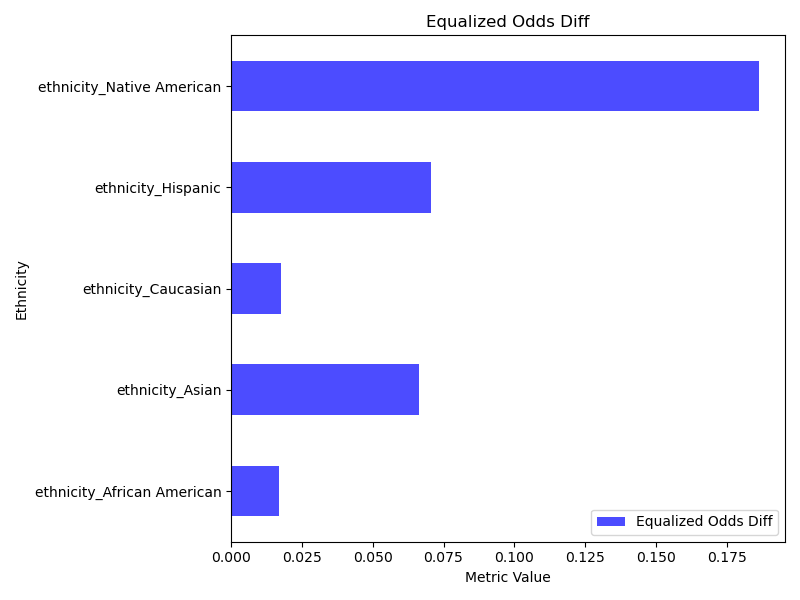 Equalized Odds Diff
ethnicity_Native American
ethnicity_Hispanic
ethnicity_Caucasian
ethnicity_Asian
ethnicity_African American
Ethnicity
Equalized Odds Diff
0.000 0.025 0.050 0.075 0.100 0.125 0.150 0.175
Metric Value